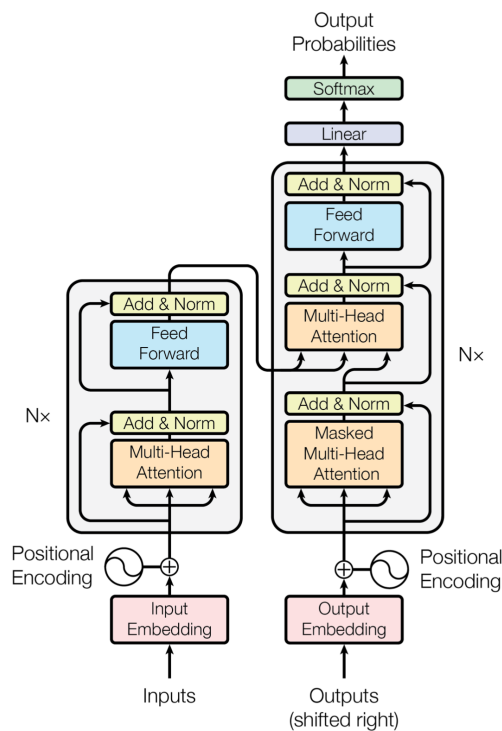 Output
Probabilities
Softmax
Linear
Add & Norm
Feed
Forward
Add & Norm
Multi-Head
Attention
Nx
Add & Norm
Masked
Multi-Head
Attention
Add & Norm
Feed
Forward
Nx
Add & Norm
Multi-Head
Attention
Positional
Encoding
Positional
Encoding
Input
Embedding
Output
Embedding
Inputs
Outputs
(shifted right)